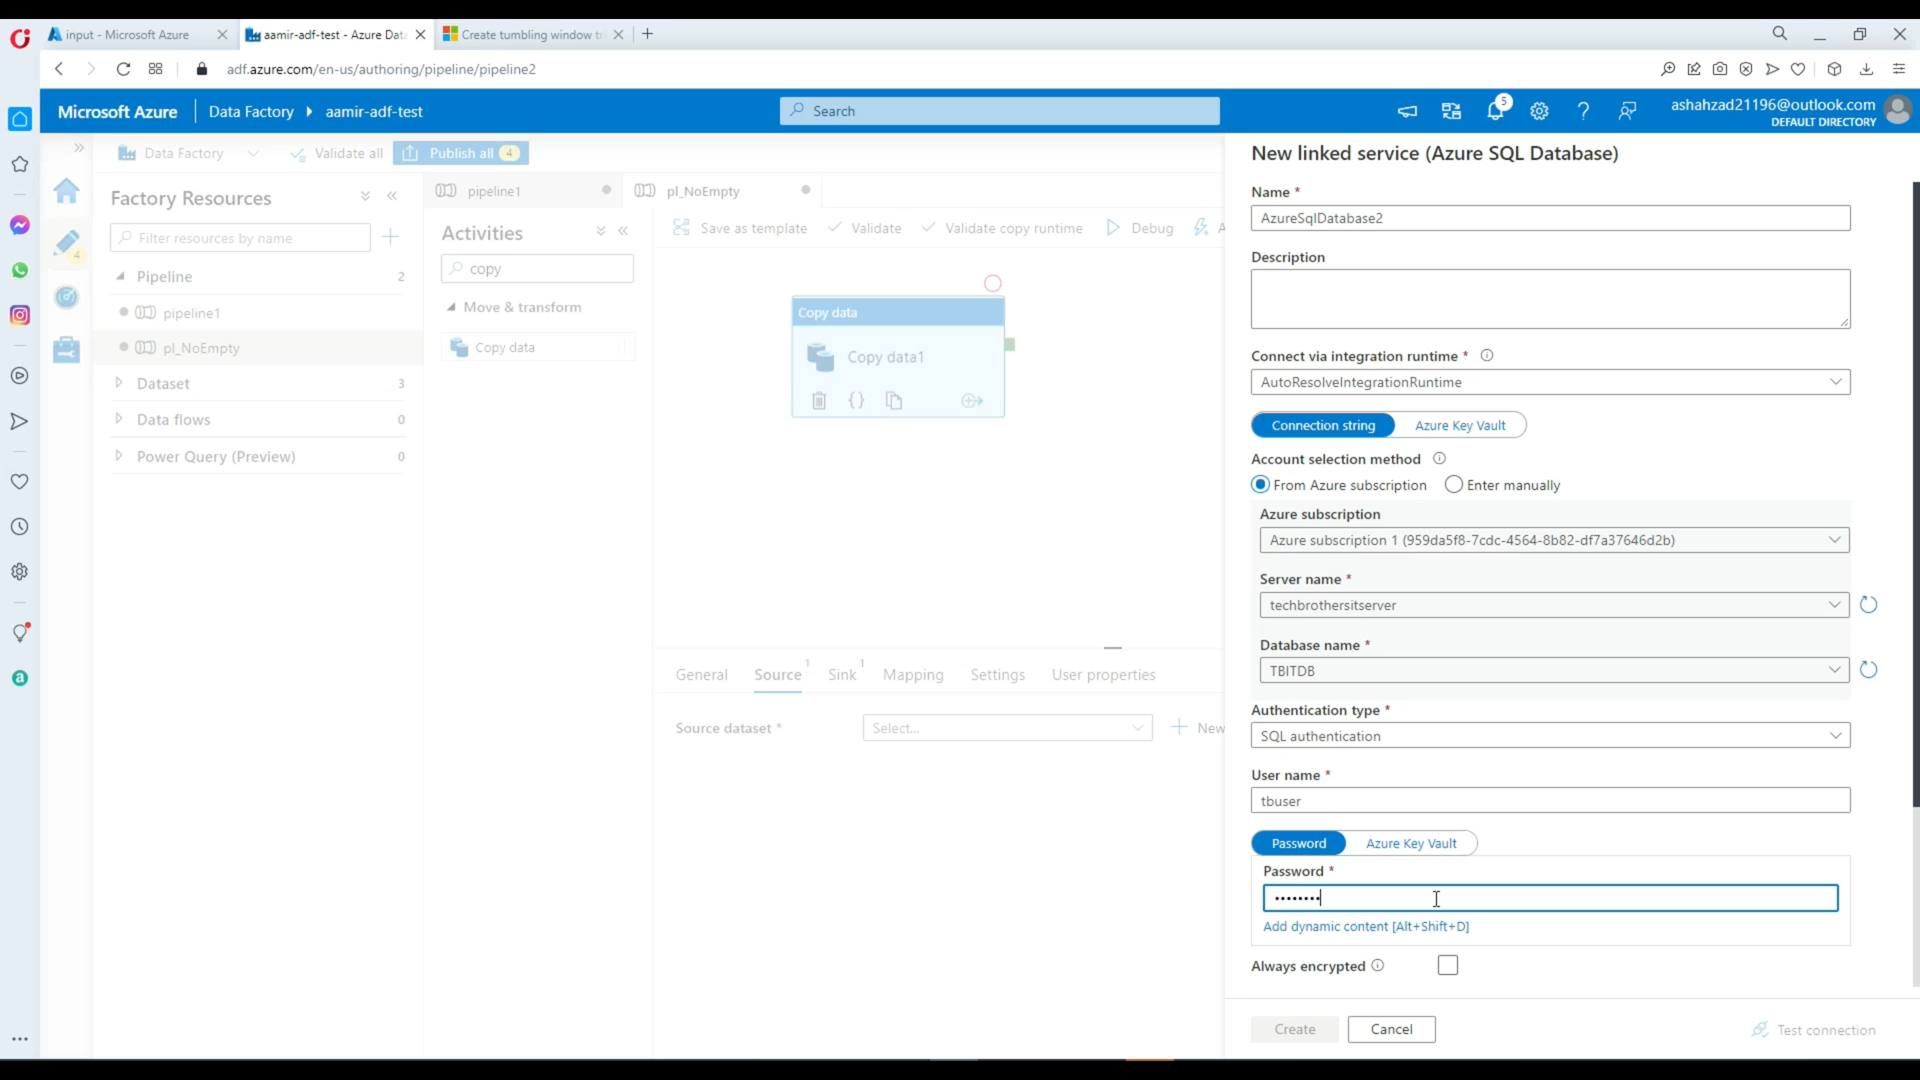 input - Microsoft Azure
aamir-adf-test - Azure Data
Create tumbling window tri
adf.azure.com/en-us/authoring/pipeline/pipeline2
Microsoft Azure
Data Factory
aamir-adf-test
Search
5
ashahzad21196@outlook.com
DEFAULT DIRECTORY
Data Factory
Validate all
Publish all 4
Factory Resources
Filter resources by name
4
Pipeline 2
pipeline1
pl_NoEmpty
Dataset 3
Data flows 0
Power Query (Preview) 0
pipeline1
pl_NoEmpty
Activities
copy
Move & transform
Copy data
Save as template
Validate
Validate copy runtime
Debug
A
Copy data
Copy data1
General
Source 1
Sink 1
Mapping
Settings
User properties
Source dataset *
Select...
New
New linked service (Azure SQL Database)
Name *
AzureSqlDatabase2
Description
Connect via integration runtime *
AutoResolveIntegrationRuntime
Connection string
Azure Key Vault
Account selection method
From Azure subscription
Enter manually
Azure subscription
Azure subscription 1 (959da5f8-7cdc-4564-8b82-df7a37646d2b)
Server name *
techbrothersitserver
Database name *
TBITDB
Authentication type *
SQL authentication
User name *
tbuser
Password
Azure Key Vault
Password *
••••••••
Add dynamic content [Alt+Shift+D]
Always encrypted
Create
Cancel
Test connection